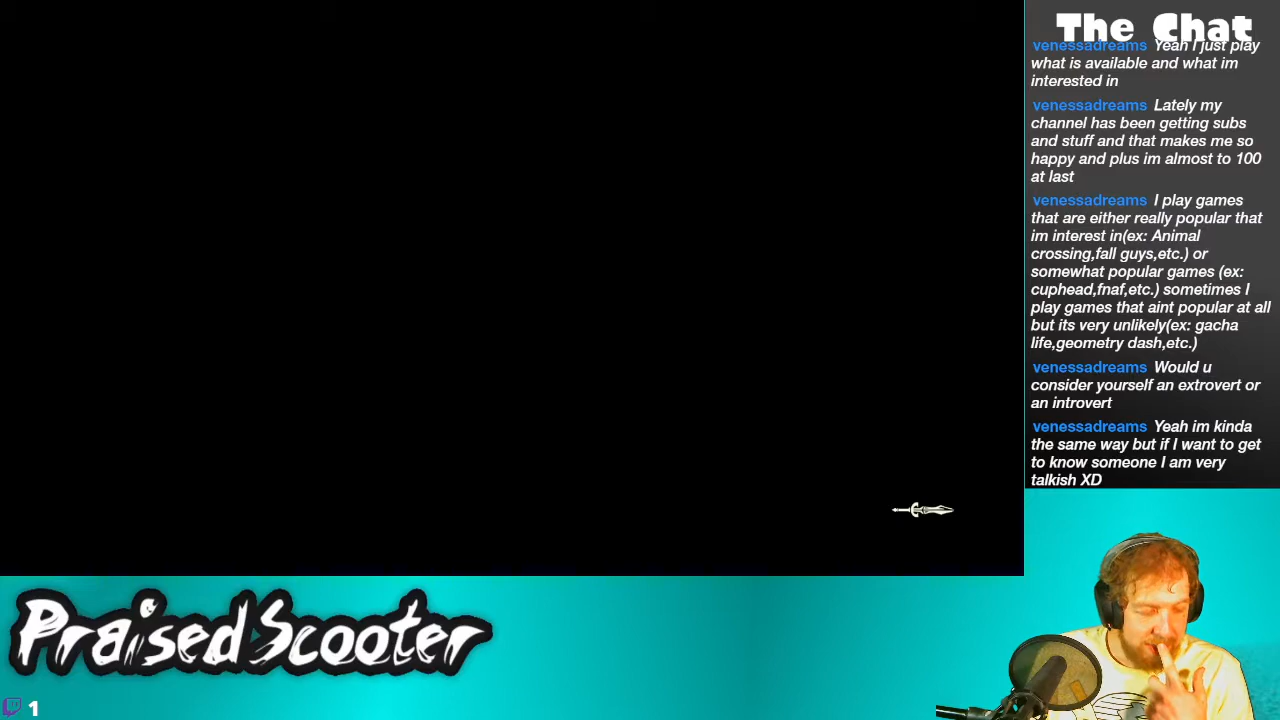 The Chat
venessadreams Yeah I just play
what is available and what im
interested in
venessadreams Lately my
channel has been getting subs
and stuff and that makes me so
happy and plus im almost to 100
at last
venessadreams I play games
that are either really popular that
im interest in(ex: Animal
crossing,fall guys,etc.) or
somewhat popular games (ex:
cuphead,fnaf,etc.) sometimes I
play games that aint popular at all
but its very unlikely(ex: gacha
life,geometry dash,etc.)
venessadreams Would u
consider yourself an extrovert or
an introvert
venessadreams Yeah im kinda
the same way but if I want to get
to know someone I am very
talkish XD
PraisedScooter
1